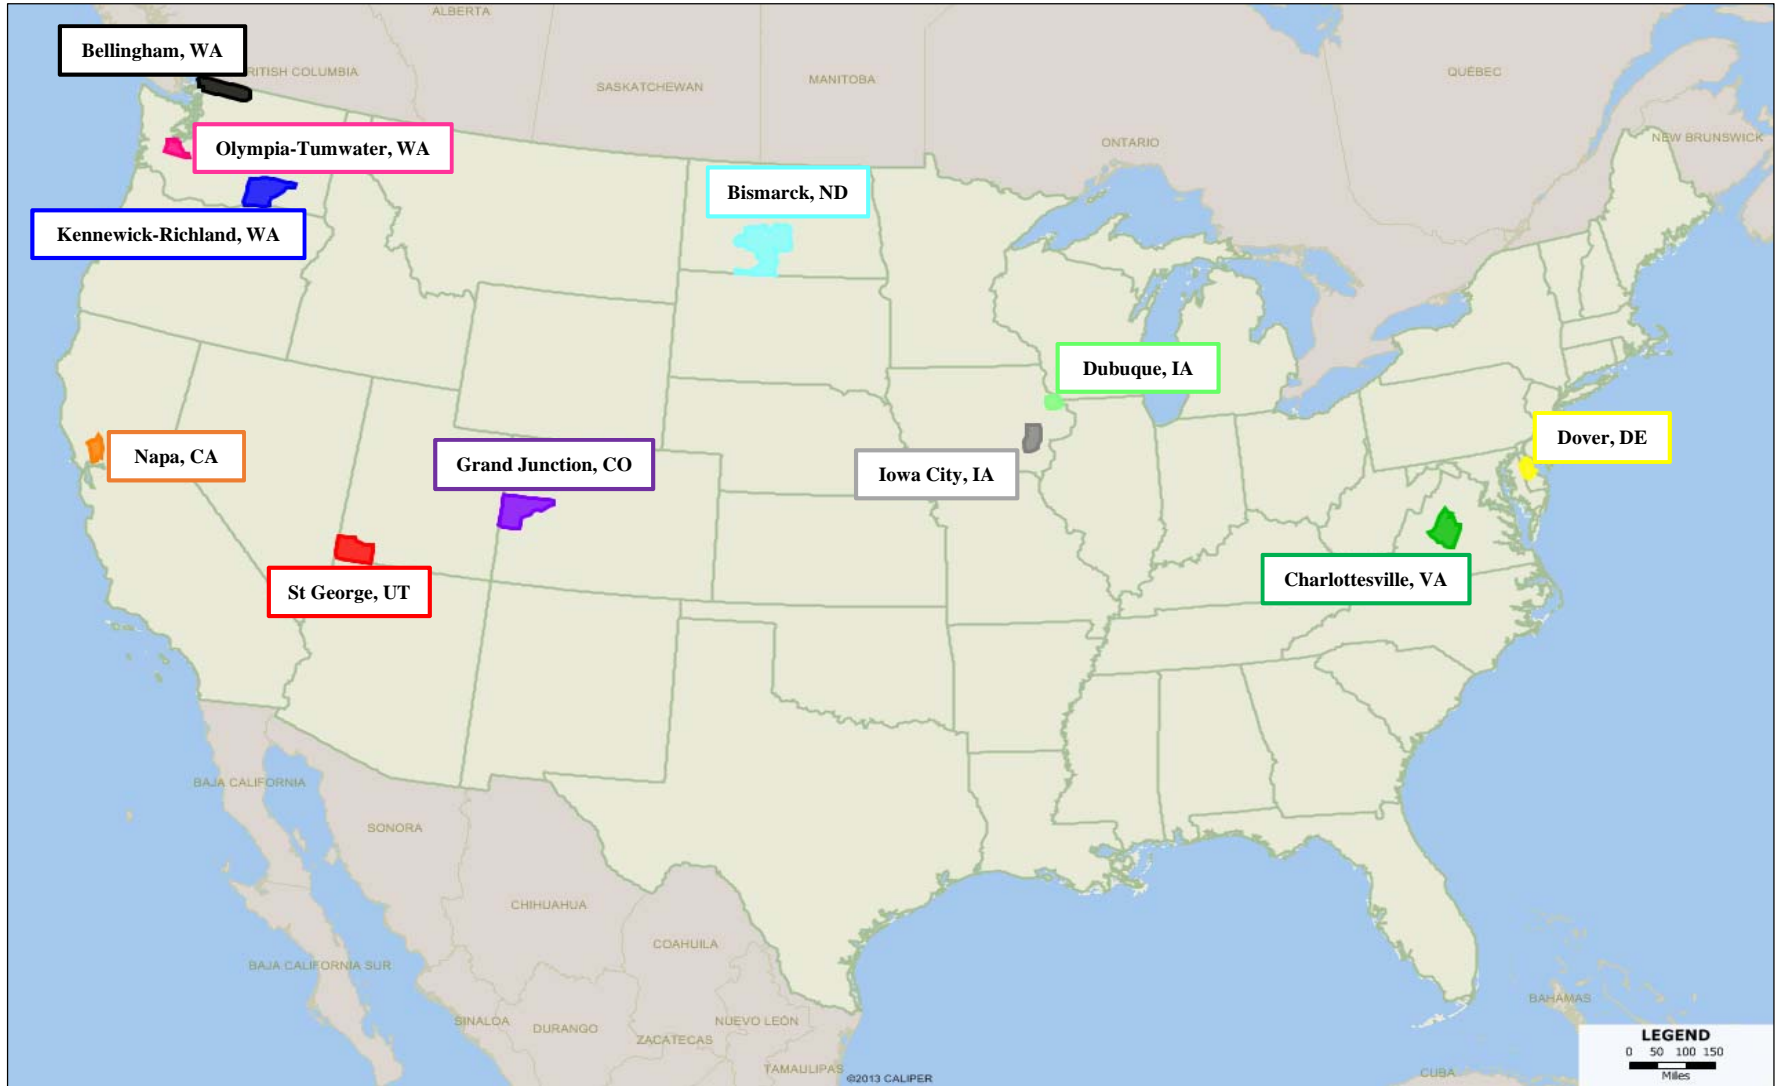 ALBERTA
Bellingham, WA
RITISH COLUMBIA
SASKATCHEWAN
MANITOBA
QUÉBEC
ONTARIO
NEW BRUNSWICK
Olympia-Tumwater, WA
Bismarck, ND
Kennewick-Richland, WA
Dubuque, IA
Dover, DE
Napa, CA
Grand Junction, CO
Iowa City, IA
Charlottesville, VA
St George, UT
BAJA CALIFORNIA
SONORA
CHIHUAHUA
COAHUILA
BAJA CALIFORNIA SUR
BAHAMAS
SINALOA
DURANGO
NUEVO LEÓN
ZACATECAS
TAMAULIPAS
©2013 CALIPER
CUBA
LEGEND
0 50 100 150
Miles